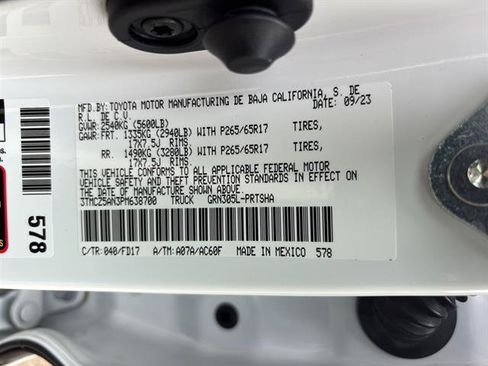 MFD.BY:TOYOTA MOTOR MANUFACTURING DE BAJA CALIFORNIA, S. DE
R.L. DE C.V. DATE: 09/23
GVWR:2540KG (5600LB)
GAWR:FRT 1335KG (2940LB) WITH P265/65R17 TIRES,
17X7.5J RIMS.
RR. 1490KG (3280LB) WITH P265/65R17 TIRES,
17X7.5J RIMS.
THIS VEHICLE CONFORMS TO ALL APPLICABLE FEDERAL MOTOR
VEHICLE SAFETY AND THEFT PREVENTION STANDARDS IN EFFECT ON
THE DATE OF MANUFACTURE SHOWN ABOVE.
3TMCZ5AN3PM638700 TRUCK GRN305L-PRTSHA
C/TR:040/FD17 A/TM:A07A/AC60F MADE IN MEXICO 578
578